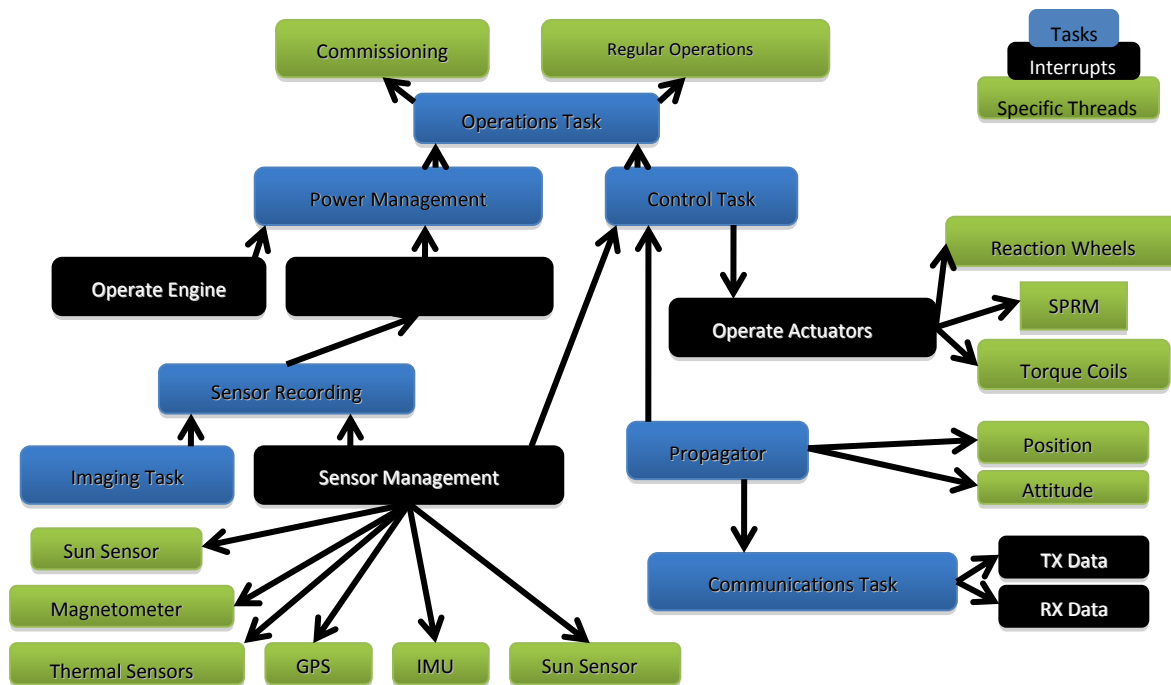 Commissioning
Regular Operations
Tasks
Interrupts
Specific Threads
Operations Task
Power Management
Control Task
Reaction Wheels
Operate Engine
SPRM
Operate Actuators
Torque Coils
Sensor Recording
Position
Propagator
Imaging Task
Sensor Management
Attitude
Sun Sensor
TX Data
Communications Task
RX Data
Magnetometer
Thermal Sensors
GPS
IMU
Sun Sensor